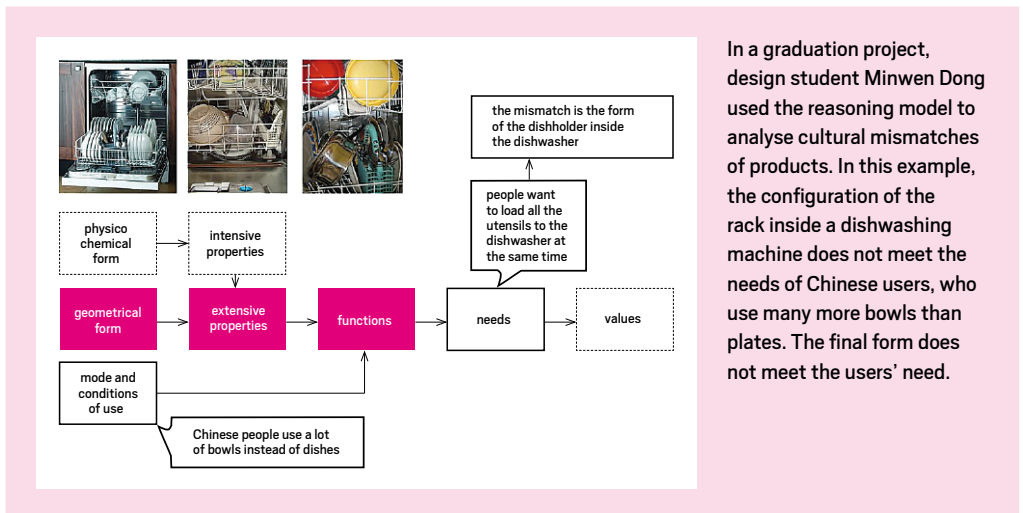 the mismatch is the form
of the dishholder inside
the dishwasher
people want
to load all the
utensils to the
dishwasher at
the same time
physico
chemical
form
intensive
properties
geometrical
form
extensive
properties
functions
needs
values
mode and
conditions
of use
Chinese people use a lot
of bowls instead of dishes
In a graduation project,
design student Minwen Dong
used the reasoning model to
analyse cultural mismatches
of products. In this example,
the configuration of the
rack inside a dishwashing
machine does not meet the
needs of Chinese users, who
use many more bowls than
plates. The final form does
not meet the users’ need.